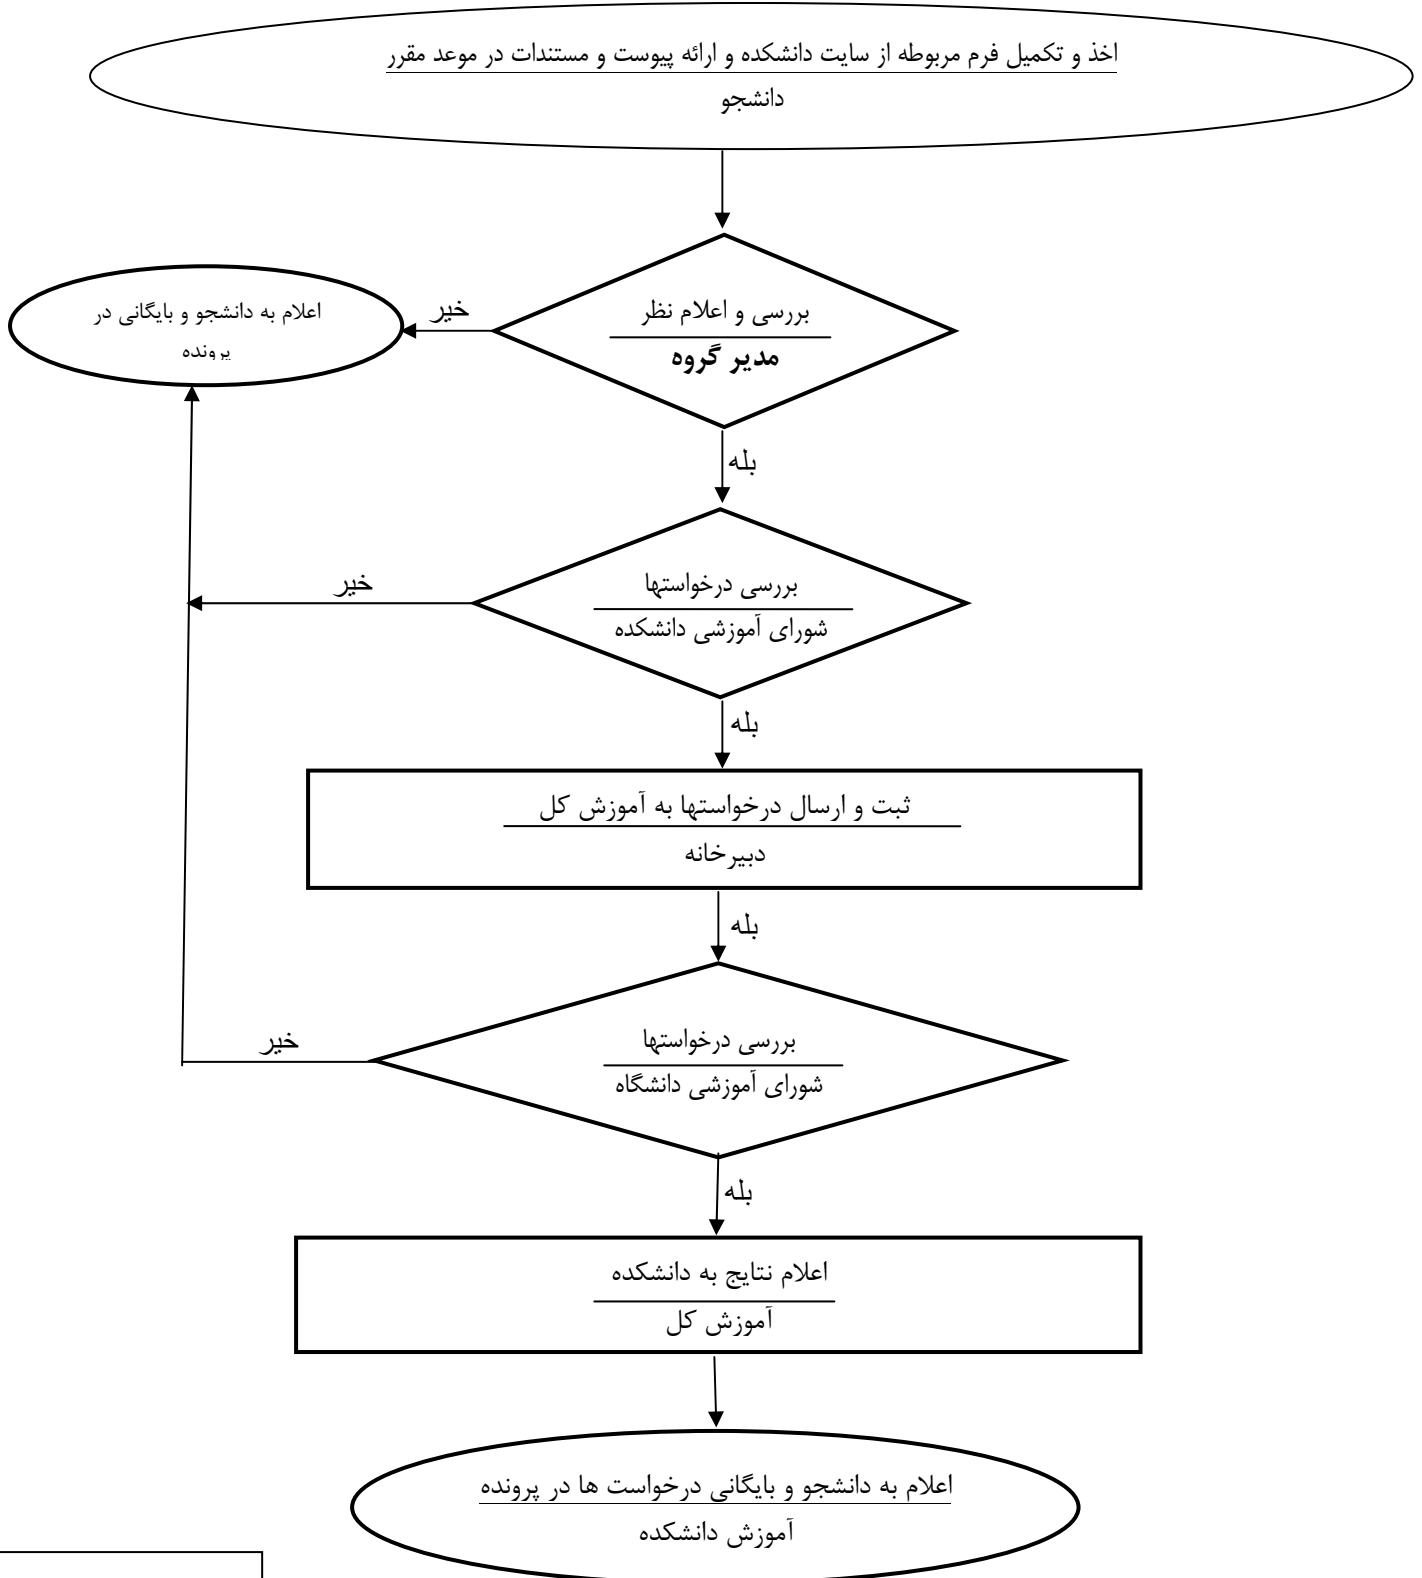 اخذ و تکمیل فرم مربوطه از سایت دانشکده و ارائه پیوست و مستندات در موعد مقرر
دانشجو
بررسی و اعلام نظر
مدیر گروه
خیر
اعلام به دانشجو و بایگانی در
پرونده
بله
بررسی درخواستها
شورای آموزشی دانشکده
خیر
بله
ثبت و ارسال درخواستها به آموزش کل
دبیرخانه
بله
بررسی درخواستها
شورای آموزشی دانشگاه
خیر
بله
اعلام نتایج به دانشکده
آموزش کل
اعلام به دانشجو و بایگانی درخواست ها در پرونده
آموزش دانشکده